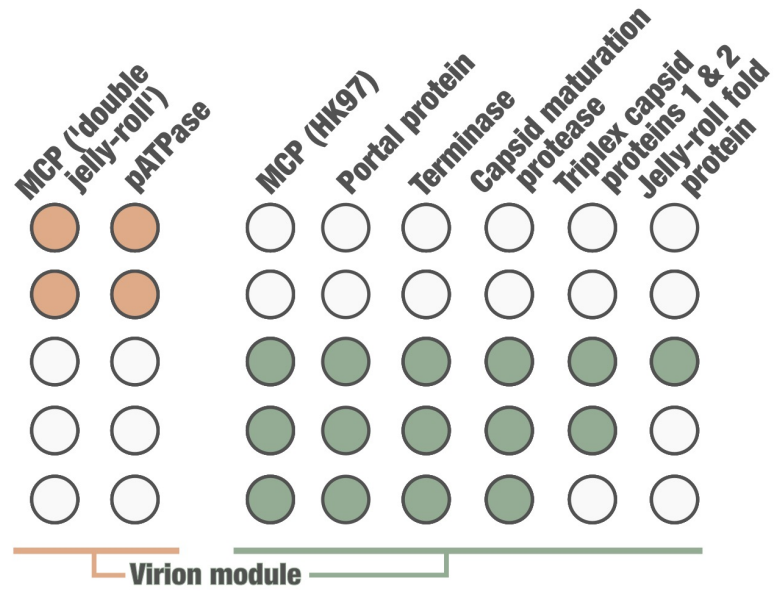 MCP ('double
jelly-roll')
pATPase
MCP (HK97)
Portal protein
Terminase
Capsid maturation
protease
Triplex capsid
proteins 1 & 2
Jelly-roll fold
protein
Virion module